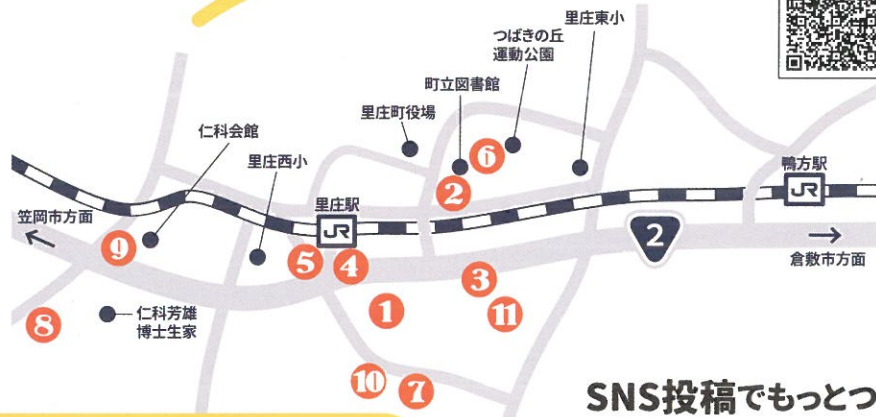 里庄東小
つばきの丘
運動公園
町立図書館
里庄町役場
仁科会館
里庄西小
6
2
鴨方駅
JR
里庄駅
JR
笠岡市方面
←
9
5
4
2
→
倉敷市方面
3
1
11
8
仁科芳雄
博士生家
10
7
SNS投稿でもっとつ